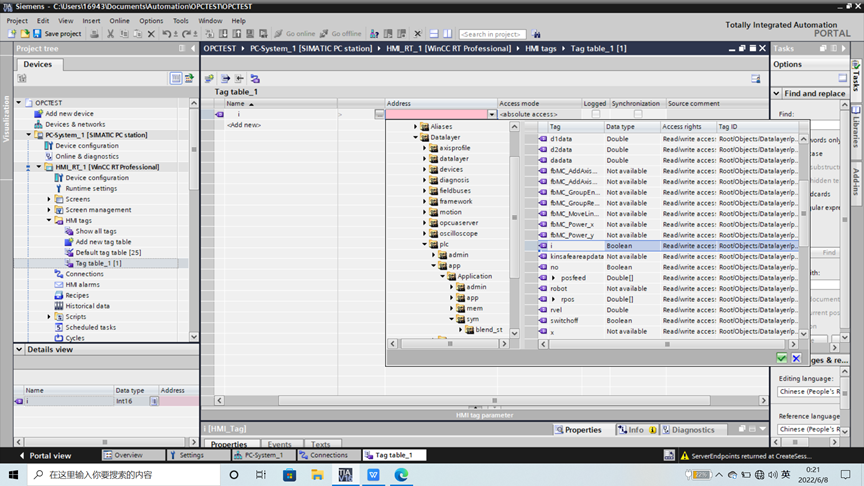 Siemens - C:\Users\16943\Documents\Automation\OPCTEST\OPCTEST
Project Edit View Insert Online Options Tools Window Help
Totally Integrated Automation
PORTAL
Save project
Go online
Go offline
<Search in project>
Project tree
OPCTEST ▸ PC-System_1 [SIMATIC PC station] ▸ HMI_RT_1 [WinCC RT Professional] ▸ HMI tags ▸ Tag table_1 [1]
Tasks
Devices
Options
Visualization
Tasks
Libraries
Add-ins
Tag table_1
Find and replace
Name
Address
Access mode
Logged
Synchronization
Source comment
i
<absolute access>
<Add new>
Find:
OPCTEST
Add new device
Devices & networks
PC-System_1 [SIMATIC PC station]
Device configuration
Online & diagnostics
HMI_RT_1 [WinCC RT Professional]
Device configuration
Runtime settings
Screens
Screen management
HMI tags
Show all tags
Add new tag table
Default tag table [25]
Tag table_1 [1]
Connections
HMI alarms
Recipes
Historical data
Scripts
Scheduled tasks
Cycles
Aliases
Datalayer
axisprofile
datalayer
devices
diagnosis
fieldbuses
framework
motion
opcuaserver
oscilloscope
plc
admin
app
Application
admin
app
mem
sym
blend_st
Tag Data type Access rights Tag ID
d1data Double Read/write access Root/Objects/Datalayer/p...
d2data Double Read/write access Root/Objects/Datalayer/p...
dadata Double Read/write access Root/Objects/Datalayer/p...
fbMC_AddAxis... Not available Read/write access Root/Objects/Datalayer/p...
fbMC_AddAxis... Not available Read/write access Root/Objects/Datalayer/p...
fbMC_GroupEn... Not available Read/write access Root/Objects/Datalayer/p...
fbMC_GroupRe... Not available Read/write access Root/Objects/Datalayer/p...
fbMC_MoveLin... Not available Read/write access Root/Objects/Datalayer/p...
fbMC_Power_x Not available Read/write access Root/Objects/Datalayer/p...
fbMC_Power_y Not available Read/write access Root/Objects/Datalayer/p...
i Boolean Read/write access Root/Objects/Datalayer/p...
kinsafeareapdata Not available Read/write access Root/Objects/Datalayer/p...
no Boolean Read/write access Root/Objects/Datalayer/p...
posfeed Double[] Read/write access Root/Objects/Datalayer/p...
robot Not available Read/write access Root/Objects/Datalayer/p...
rpos Double[] Read/write access Root/Objects/Datalayer/p...
rvel Double Read/write access Root/Objects/Datalayer/p...
switchoff Boolean Read/write access Root/Objects/Datalayer/p...
x Not available Read/write access Root/Objects/Datalayer/p...
words only
case
substructures
hidden texts
Find
with:
Details view
Name Data type Address
i Int16
HMI tag parameter
i [HMI_Tag]
Properties
Info
Diagnostics
Properties Events Texts
Editing language:
Chinese (People's R
Reference language:
Chinese (People's R
Portal view
Overview
Settings
PC-System_1
Connections
Tag table_1
ServerEndpoints returned at CreateSess...
在这里输入你要搜索的内容
英
0:21
2022/6/8